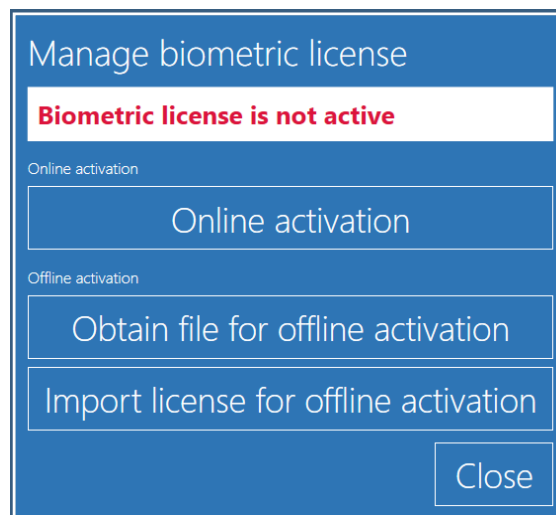 Manage biometric license
Biometric license is not active
Online activation
Online activation
Offline activation
Obtain file for offline activation
Import license for offline activation
Close